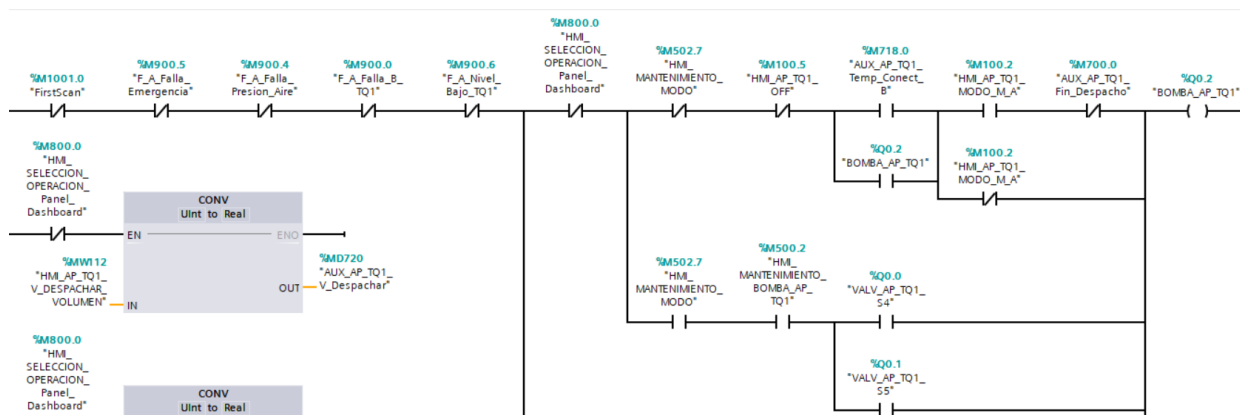 %M1001.0
"FirstScan"
%M900.5
"F_A_Falla_
Emergencia"
%M900.4
"F_A_Falla_
Presion_Aire"
%M900.0
"F_A_Falla_B_
TQ1"
%M900.6
"F_A_Nivel_
Bajo_TQ1"
%M800.0
"HMI_
SELECCION_
OPERACION_
Panel_
Dashboard"
%M502.7
"HMI_
MANTENIMIENTO_
MODO"
%M100.5
"HMI_AP_TQ1_
OFF"
%M718.0
"AUX_AP_TQ1_
Temp_Conect_
B"
%M100.2
"HMI_AP_TQ1_
MODO_M_A"
%M700.0
"AUX_AP_TQ1_
Fin_Despacho"
%Q0.2
"BOMBA_AP_TQ1"
%Q0.2
"BOMBA_AP_TQ1"
%M100.2
"HMI_AP_TQ1_
MODO_M_A"
%M800.0
"HMI_
SELECCION_
OPERACION_
Panel_
Dashboard"
CONV
UInt to Real
EN
ENO
%MW112
"HMI_AP_TQ1_
V_DESPACHAR_
VOLUMEN"
IN
%MD720
"AUX_AP_TQ1_
V_Despachar"
OUT
%M502.7
"HMI_
MANTENIMIENTO_
MODO"
%M500.2
"HMI_
MANTENIMIENTO_
BOMBA_AP_
TQ1"
%Q0.0
"VALV_AP_TQ1_
S4"
%Q0.1
"VALV_AP_TQ1_
S5"
%M800.0
"HMI_
SELECCION_
OPERACION_
Panel_
Dashboard"
CONV
UInt to Real